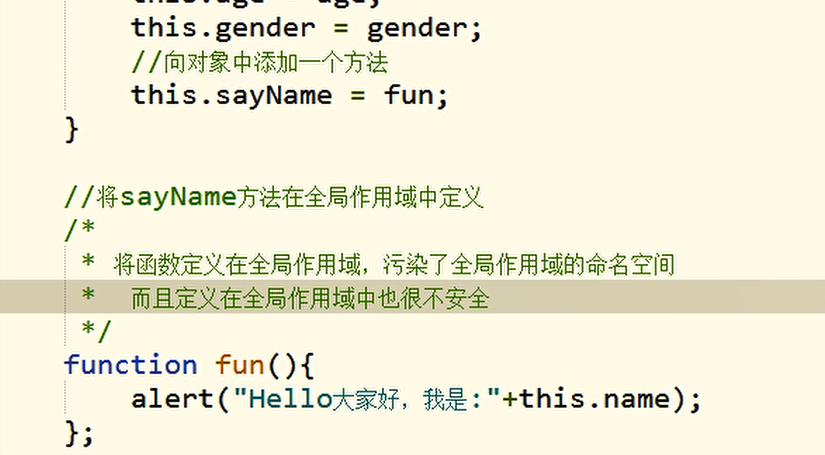 this.age = age;
this.gender = gender;
//向对象中添加一个方法
this.sayName = fun;
}
//将sayName方法在全局作用域中定义
/*
* 将函数定义在全局作用域，污染了全局作用域的命名空间
* 而且定义在全局作用域中也很不安全
*/
function fun(){
alert("Hello大家好，我是:"+this.name);
};